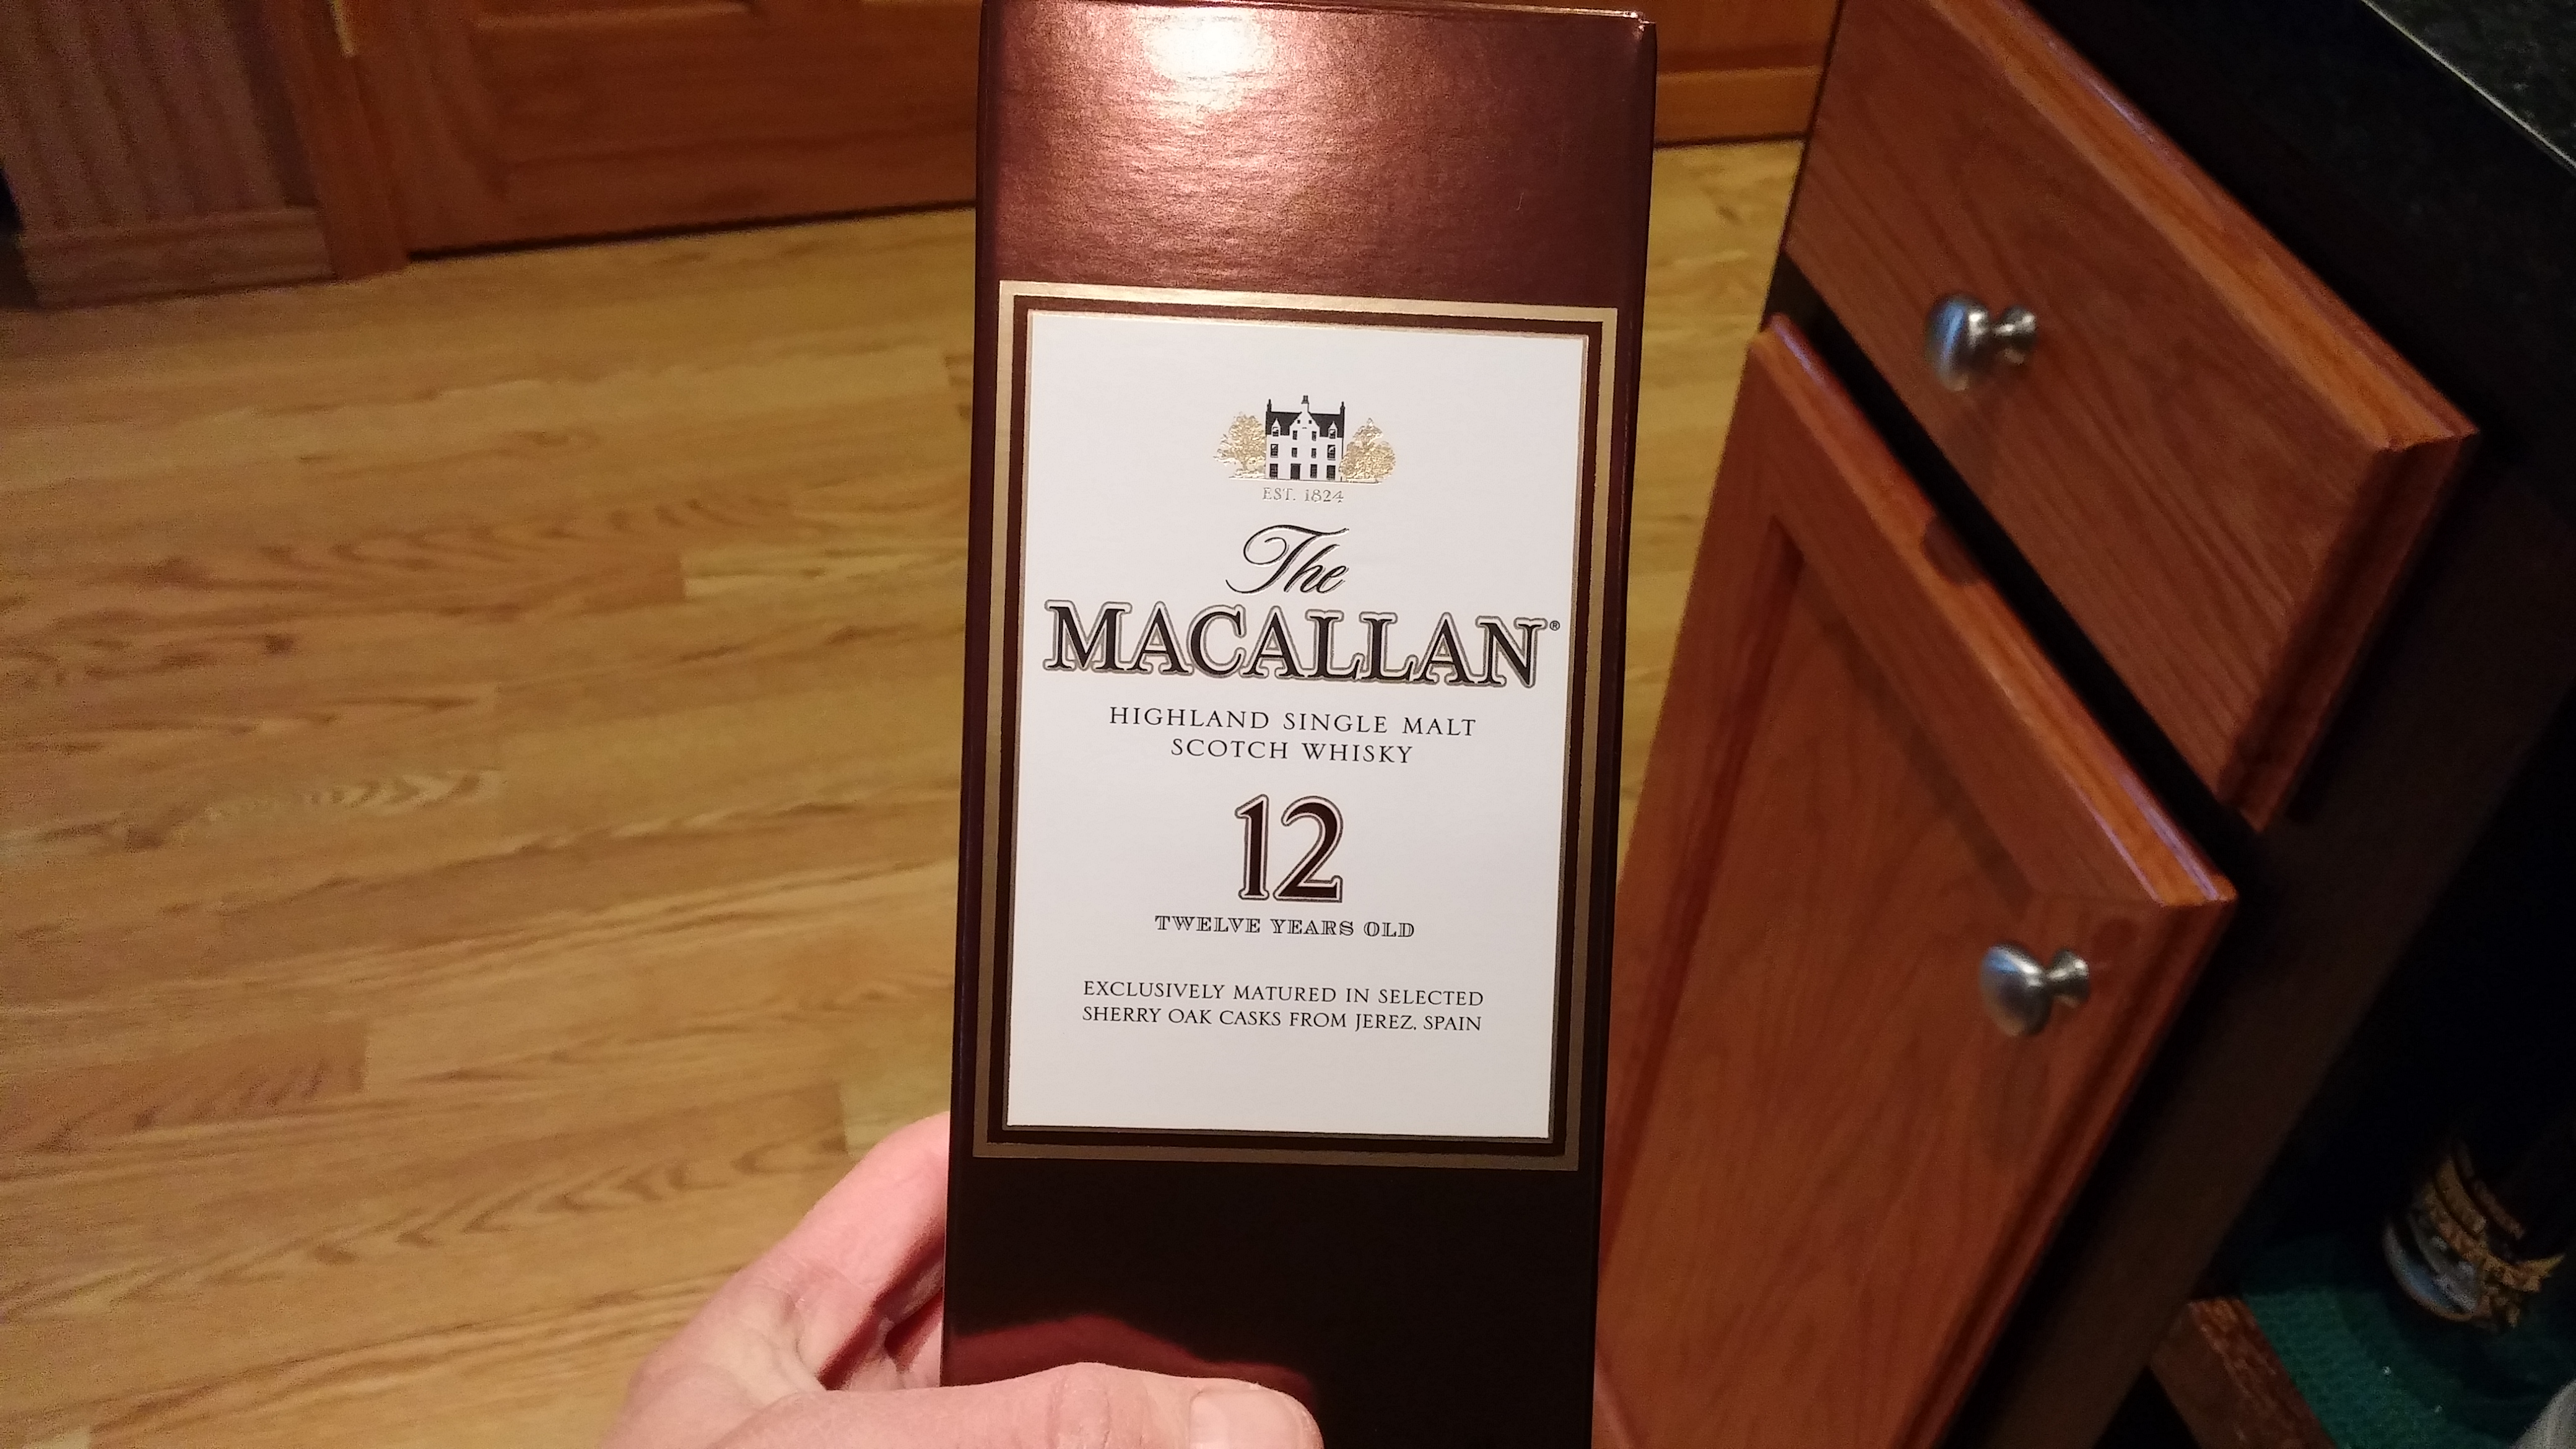 EST. 1824
The
MACALLAN®
HIGHLAND SINGLE MALT
SCOTCH WHISKY
12
TWELVE YEARS OLD
EXCLUSIVELY MATURED IN SELECTED
SHERRY OAK CASKS FROM JEREZ, SPAIN